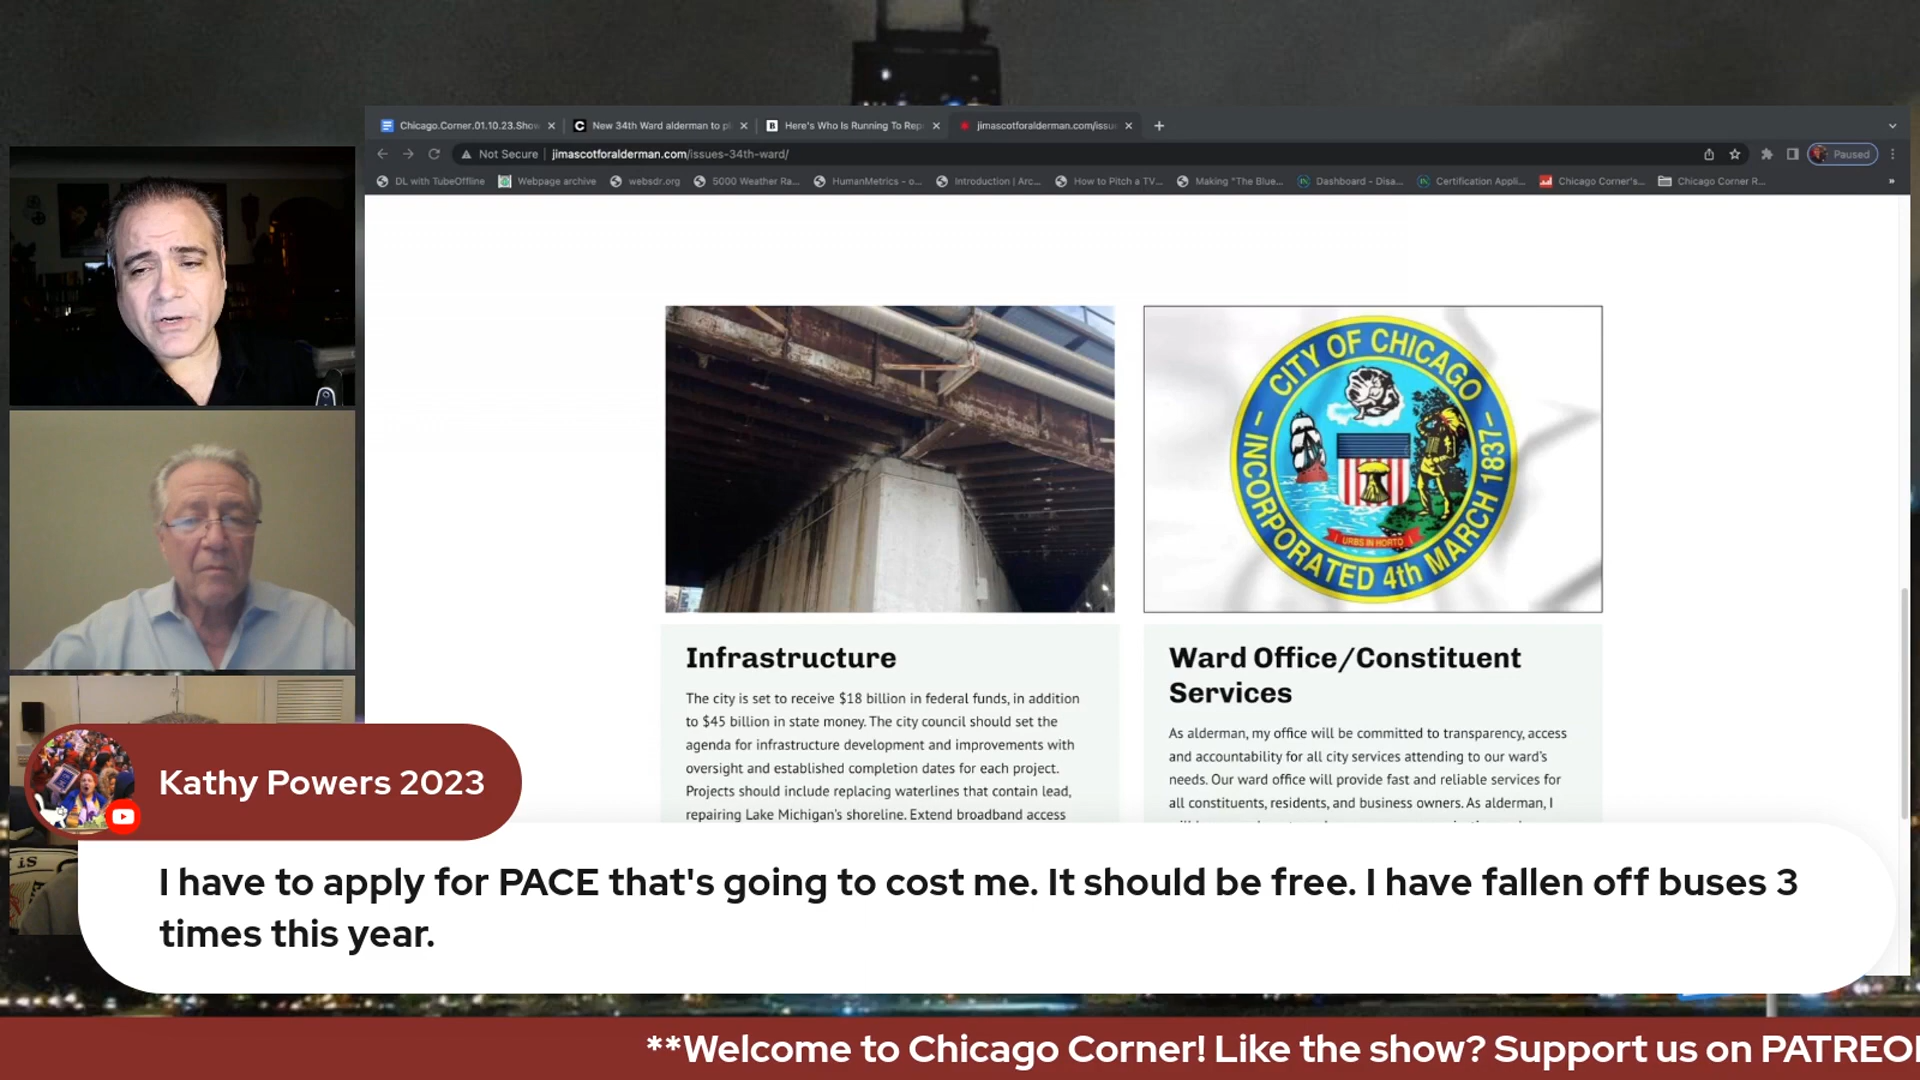 Chicago.Corner.01.10.23.Show
New 34th Ward alderman to pl
Here's Who Is Running To Rep
jimascotforalderman.com/issu
Not Secure
jimascotforalderman.com/issues-34th-ward/
Paused
DL with TubeOffline
Webpage archive
websdr.org
5000 Weather Ra...
HumanMetrics - o...
Introduction | Arc...
How to Pitch a TV...
Making "The Blue...
Dashboard - Disa...
Certification Appli...
Chicago Corner's...
Chicago Corner R...
CITY OF CHICAGO
INCORPORATED 4th MARCH 1837
URBS IN HORTO
Infrastructure
The city is set to receive $18 billion in federal funds, in addition
to $45 billion in state money. The city council should set the
agenda for infrastructure development and improvements with
oversight and established completion dates for each project.
Projects should include replacing waterlines that contain lead,
repairing Lake Michigan's shoreline. Extend broadband access
Ward Office/Constituent
Services
As alderman, my office will be committed to transparency, access
and accountability for all city services attending to our ward's
needs. Our ward office will provide fast and reliable services for
all constituents, residents, and business owners. As alderman, I
Kathy Powers 2023
IS
I have to apply for PACE that's going to cost me. It should be free. I have fallen off buses 3
times this year.
**Welcome to Chicago Corner! Like the show? Support us on PATREO